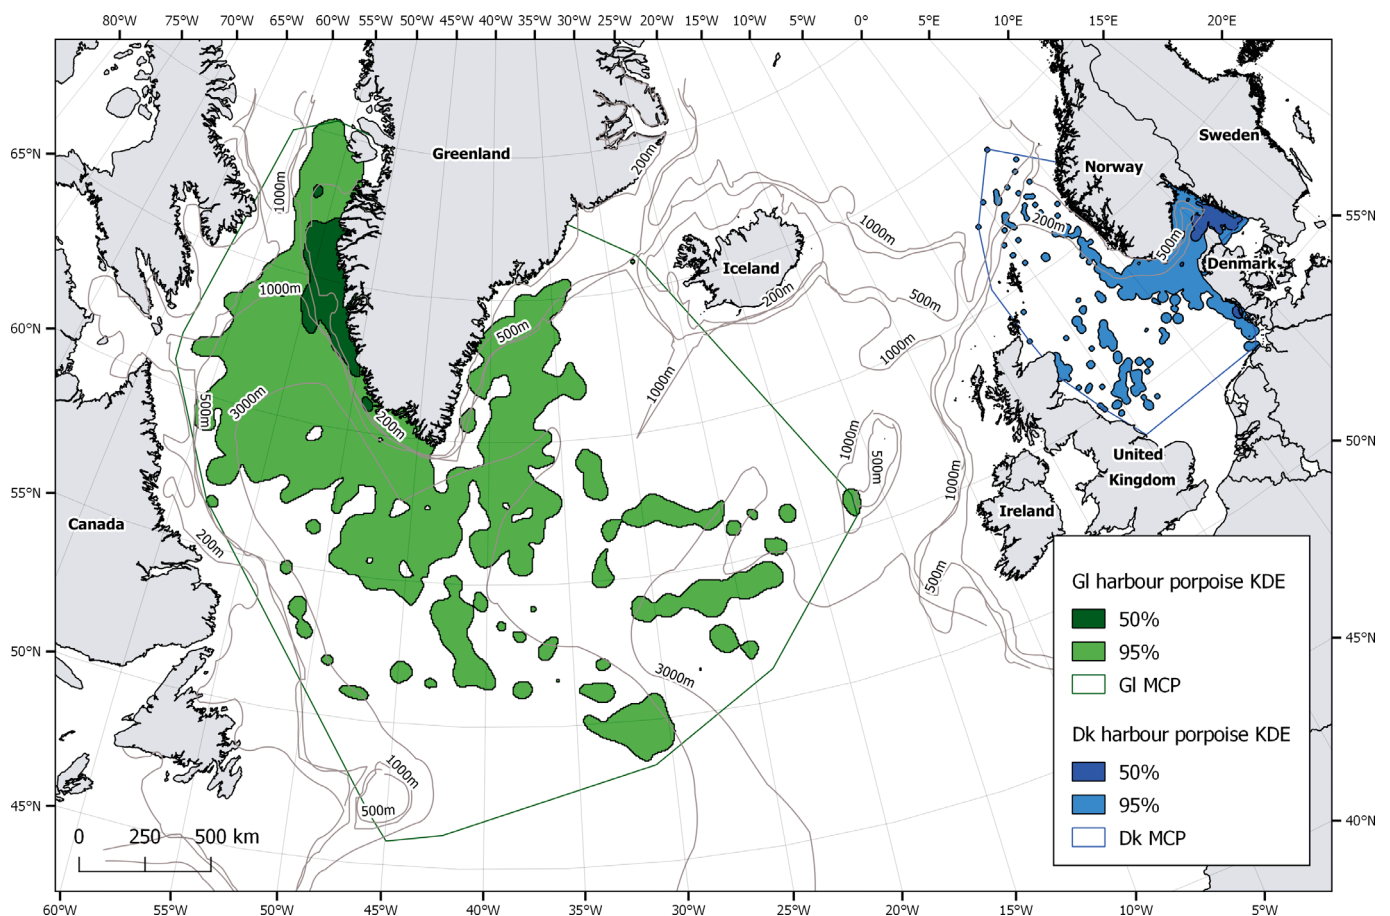 80°W 75°W 70°W 65°W 60°W 55°W 50°W 45°W 40°W 35°W 30°W 25°W 20°W 15°W 10°W 5°W 0° 5°E 10°E 15°E 20°E
65°N
60°N
55°N
50°N
45°N
55°N
50°N
45°N
40°N
Greenland
Sweden
Norway
Denmark
Iceland
United
Kingdom
Ireland
Canada
200m
1000m
1000m
200m
500m
1000m
500m
200m
1000m
500m
1000m
3000m
500m
200m
1000m
500m
1000m
200m
500m
3000m
1000m
500m
Gl harbour porpoise KDE
50%
95%
Gl MCP
Dk harbour porpoise KDE
50%
95%
Dk MCP
0 250 500 km
60°W 55°W 50°W 45°W 40°W 35°W 30°W 25°W 20°W 15°W 10°W 5°W